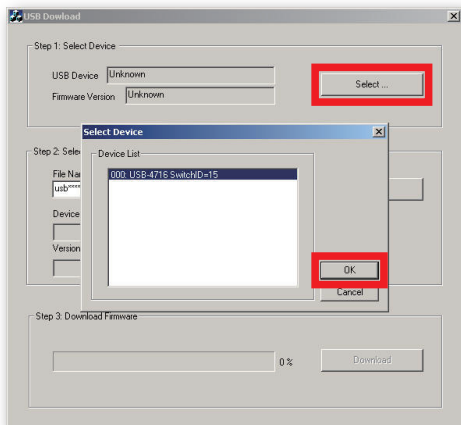 USB Dowload
Step 1: Select Device
USB Device Unknown
Select ...
Firmware Version Unknown
Select Device
Device List
000: USB-4716 SwitchID=15
OK
Cancel
Step 2: Sele
File Na
usb****
Device
Version
Step 3: Download Firmware
0 %
Download